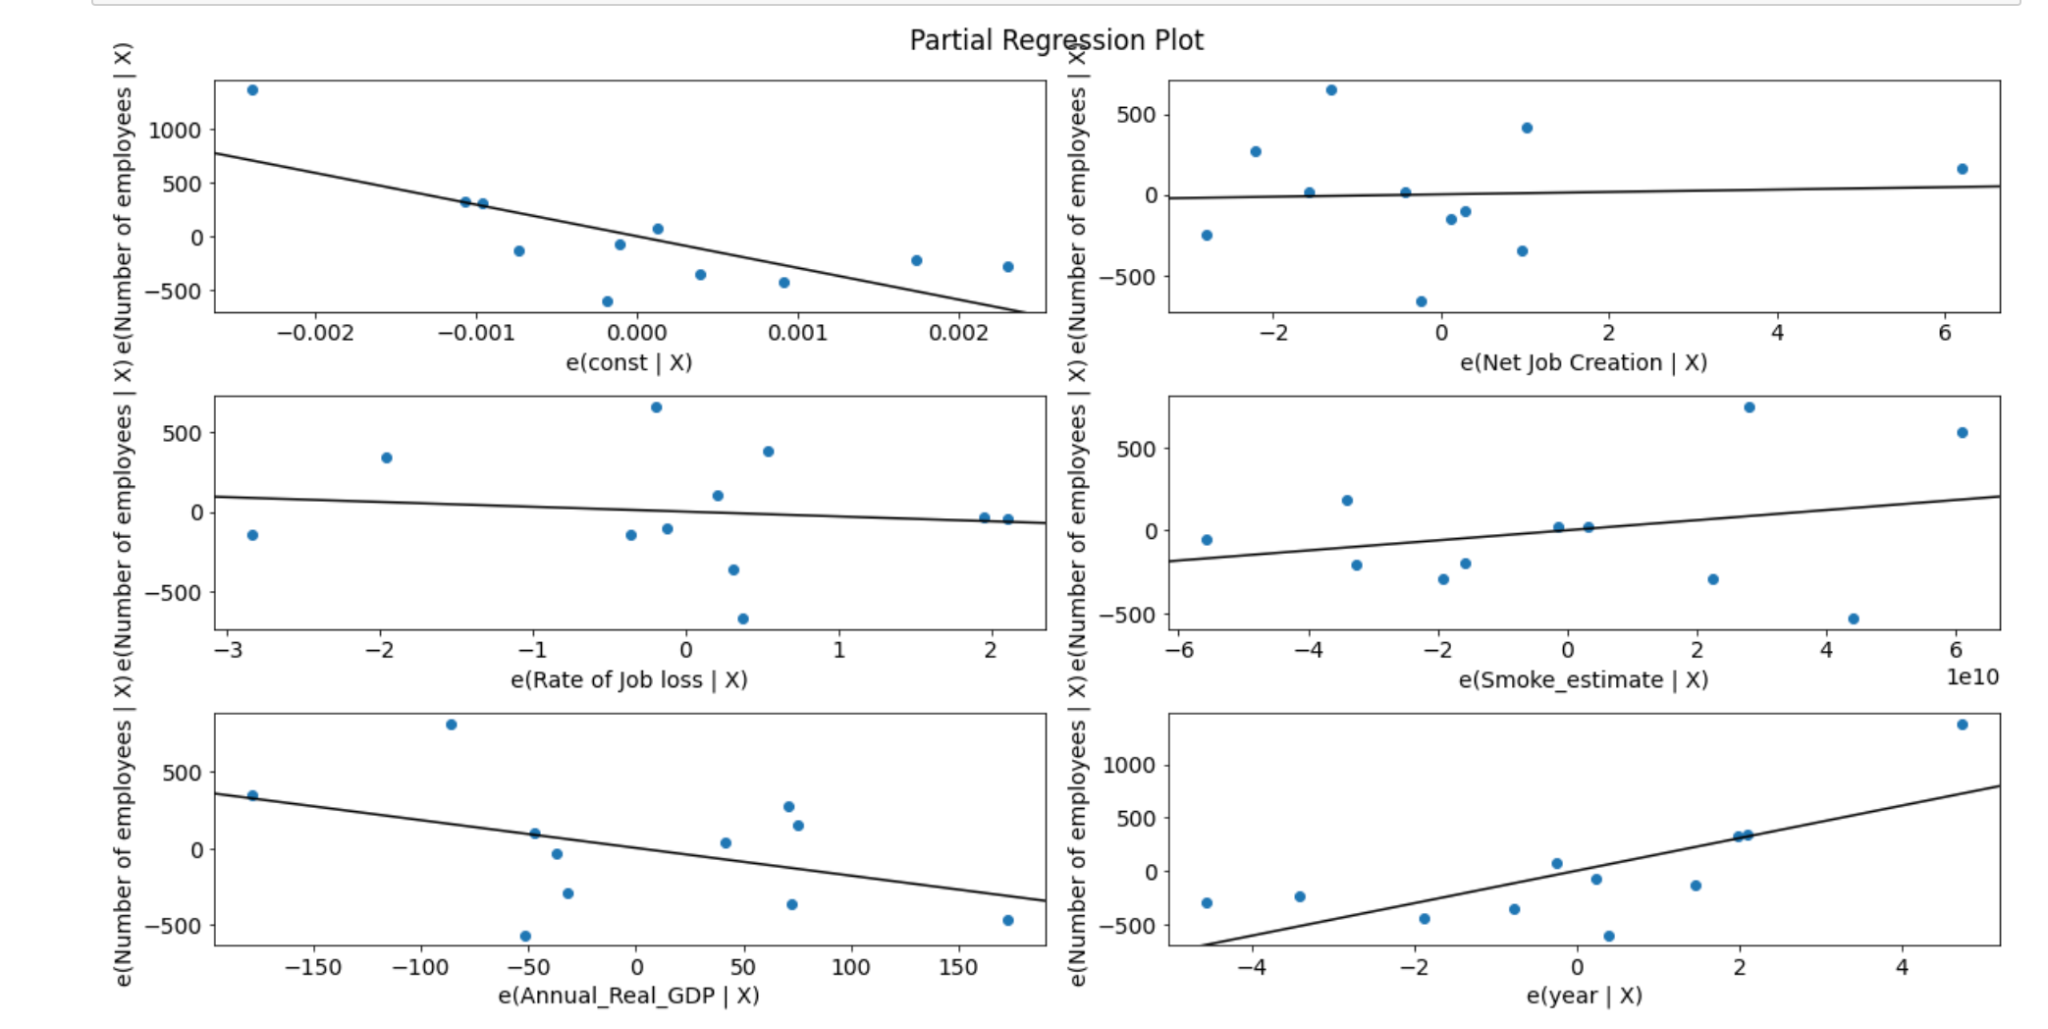 Partial Regression Plot
e(Number of employees | X)
1000
500
0
−500
−0.002 −0.001 0.000 0.001 0.002
e(const | X)
e(Number of employees | X)
500
0
−500
−2 0 2 4 6
e(Net Job Creation | X)
e(Number of employees | X)
500
0
−500
−3 −2 −1 0 1 2
e(Rate of Job loss | X)
e(Number of employees | X)
500
0
−500
−6 −4 −2 0 2 4 6
1e10
e(Smoke_estimate | X)
e(Number of employees | X)
500
0
−500
−150 −100 −50 0 50 100 150
e(Annual_Real_GDP | X)
e(Number of employees | X)
1000
500
0
−500
−4 −2 0 2 4
e(year | X)